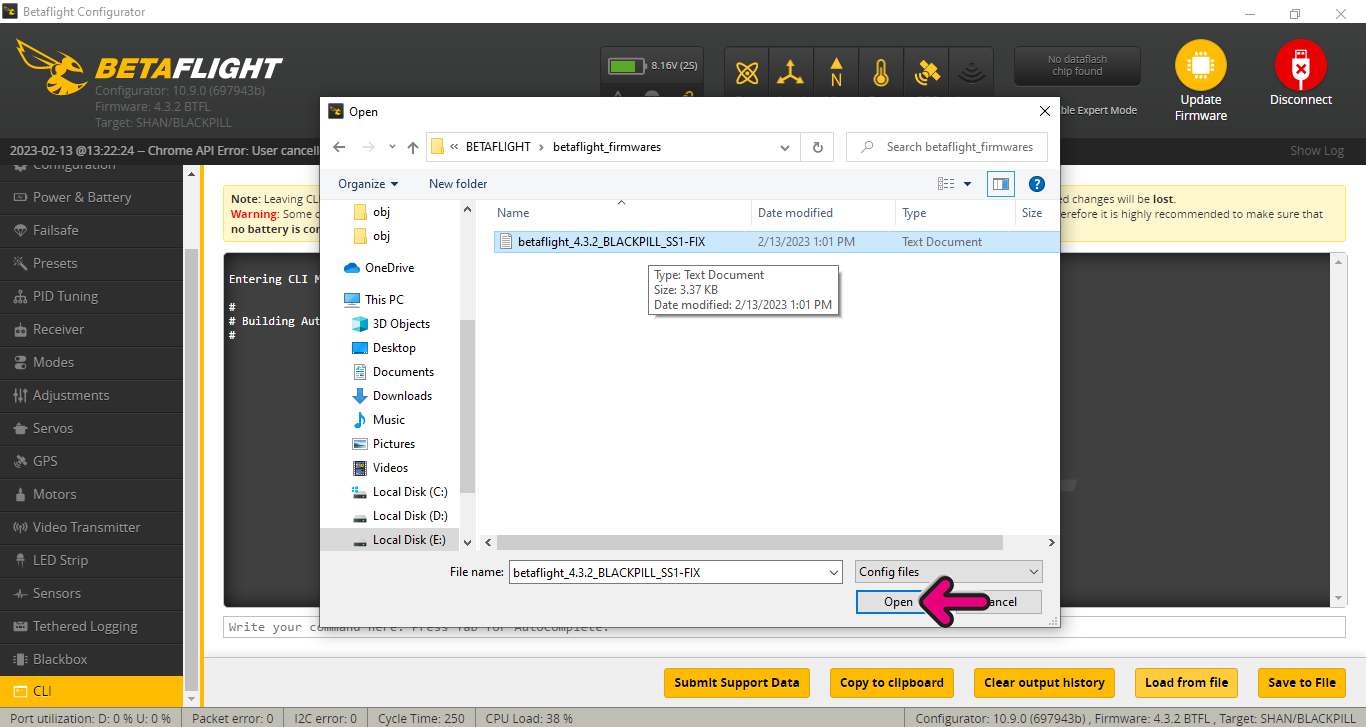 Betaflight Configurator
BETAFLIGHT
Configurator: 10.9.0 (697943b)
Firmware: 4.3.2 BTFL
Target: SHAN/BLACKPILL
8.16V (2S)
N
No dataflash
chip found
ble Expert Mode
Update
Firmware
Disconnect
2023-02-13 @13:22:24 -- Chrome API Error: User cancell
Show Log
Configuration
Power & Battery
Failsafe
Presets
PID Tuning
Receiver
Modes
Adjustments
Servos
GPS
Motors
Video Transmitter
LED Strip
Sensors
Tethered Logging
Blackbox
CLI
Note: Leaving CL
d changes will be lost.
Warning: Some c
erefore it is highly recommended to make sure that
no battery is con
Entering CLI M
#
# Building Aut
#
Open
« BETAFLIGHT › betaflight_firmwares
Search betaflight_firmwares
Organize
New folder
?
obj
obj
OneDrive
This PC
3D Objects
Desktop
Documents
Downloads
Music
Pictures
Videos
Local Disk (C:)
Local Disk (D:)
Local Disk (E:)
Name
Date modified
Type
Size
betaflight_4.3.2_BLACKPILL_SS1-FIX
2/13/2023 1:01 PM
Text Document
Type: Text Document
Size: 3.37 KB
Date modified: 2/13/2023 1:01 PM
File name:
betaflight_4.3.2_BLACKPILL_SS1-FIX
Config files
Open
ancel
Write your command here. Press Tab for AutoComplete.
Submit Support Data
Copy to clipboard
Clear output history
Load from file
Save to File
Port utilization: D: 0 % U: 0 %
Packet error: 0
I2C error: 0
Cycle Time: 250
CPU Load: 38 %
Configurator: 10.9.0 (697943b) , Firmware: 4.3.2 BTFL , Target: SHAN/BLACKPILL